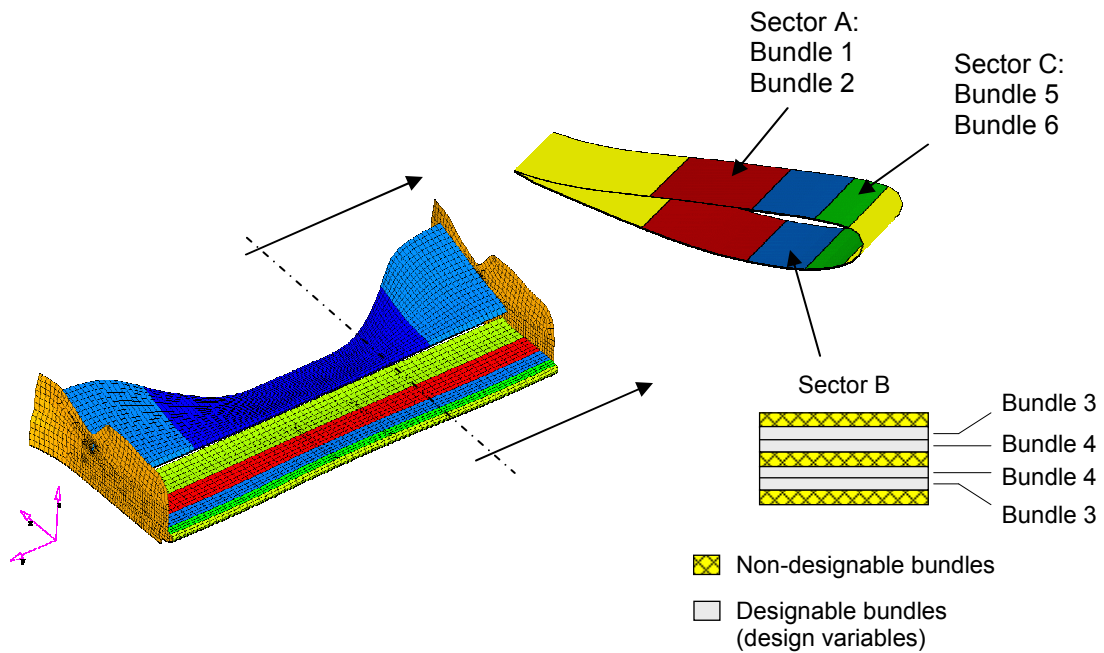 Sector A:
Bundle 1
Bundle 2
Sector C:
Bundle 5
Bundle 6
Sector B
Bundle 3
Bundle 4
Bundle 4
Bundle 3
Non-designable bundles
Designable bundles
(design variables)